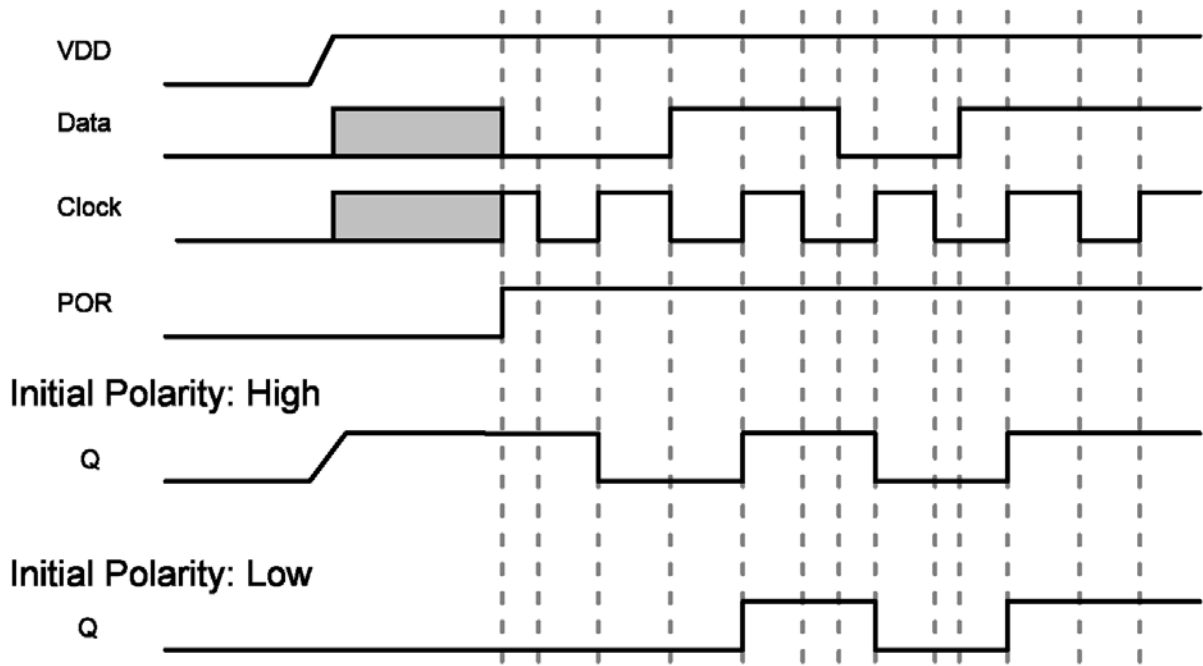 VDD
Data
Clock
POR
Initial Polarity: High
Q
Initial Polarity: Low
Q